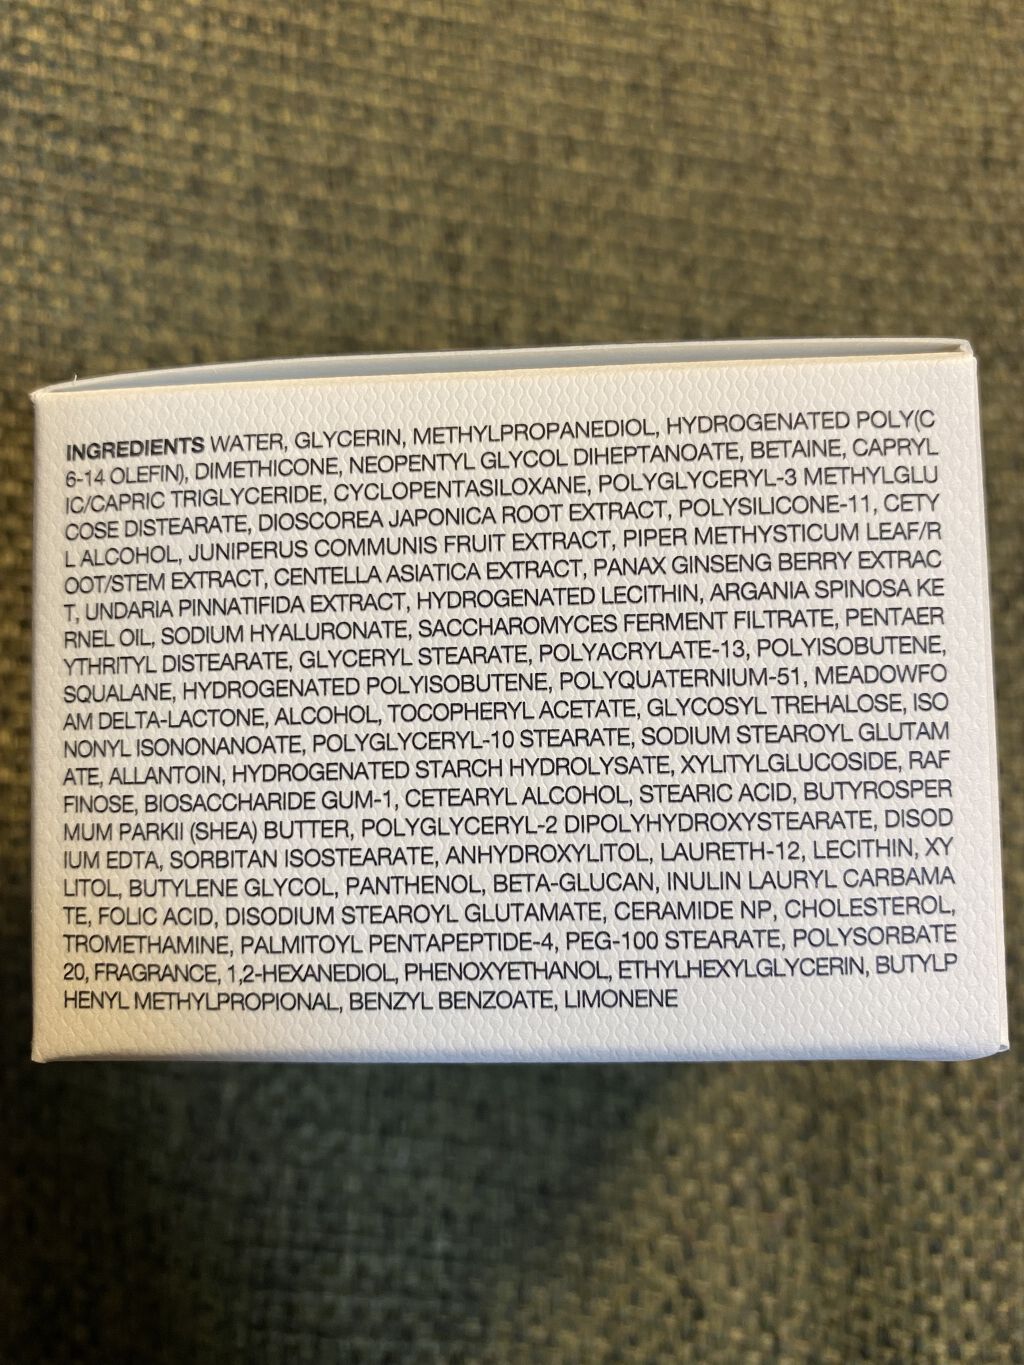 INGREDIENTS WATER, GLYCERIN, METHYLPROPANEDIOL, HYDROGENATED POLY(C
6-14 OLEFIN), DIMETHICONE, NEOPENTYL GLYCOL DIHEPTANOATE, BETAINE, CAPRYL
IC/CAPRIC TRIGLYCERIDE, CYCLOPENTASILOXANE, POLYGLYCERYL-3 METHYLGLU
COSE DISTEARATE, DIOSCOREA JAPONICA ROOT EXTRACT, POLYSILICONE-11, CETY
L ALCOHOL, JUNIPERUS COMMUNIS FRUIT EXTRACT, PIPER METHYSTICUM LEAF/R
OOT/STEM EXTRACT, CENTELLA ASIATICA EXTRACT, PANAX GINSENG BERRY EXTRAC
T, UNDARIA PINNATIFIDA EXTRACT, HYDROGENATED LECITHIN, ARGANIA SPINOSA KE
RNEL OIL, SODIUM HYALURONATE, SACCHAROMYCES FERMENT FILTRATE, PENTAER
YTHRITYL DISTEARATE, GLYCERYL STEARATE, POLYACRYLATE-13, POLYISOBUTENE,
SQUALANE, HYDROGENATED POLYISOBUTENE, POLYQUATERNIUM-51, MEADOWFO
AM DELTA-LACTONE, ALCOHOL, TOCOPHERYL ACETATE, GLYCOSYL TREHALOSE, ISO
NONYL ISONONANOATE, POLYGLYCERYL-10 STEARATE, SODIUM STEAROYL GLUTAM
ATE, ALLANTOIN, HYDROGENATED STARCH HYDROLYSATE, XYLITYLGLUCOSIDE, RAF
FINOSE, BIOSACCHARIDE GUM-1, CETEARYL ALCOHOL, STEARIC ACID, BUTYROSPER
MUM PARKII (SHEA) BUTTER, POLYGLYCERYL-2 DIPOLYHYDROXYSTEARATE, DISOD
IUM EDTA, SORBITAN ISOSTEARATE, ANHYDROXYLITOL, LAURETH-12, LECITHIN, XY
LITOL, BUTYLENE GLYCOL, PANTHENOL, BETA-GLUCAN, INULIN LAURYL CARBAMA
TE, FOLIC ACID, DISODIUM STEAROYL GLUTAMATE, CERAMIDE NP, CHOLESTEROL,
TROMETHAMINE, PALMITOYL PENTAPEPTIDE-4, PEG-100 STEARATE, POLYSORBATE
20, FRAGRANCE, 1,2-HEXANEDIOL, PHENOXYETHANOL, ETHYLHEXYLGLYCERIN, BUTYLP
HENYL METHYLPROPIONAL, BENZYL BENZOATE, LIMONENE